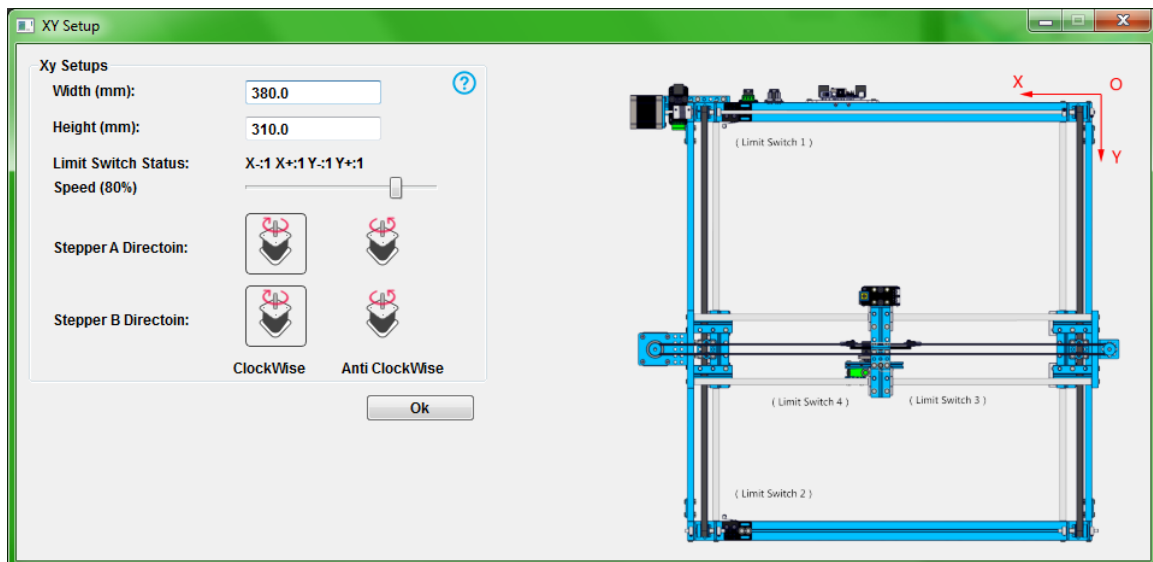 XY Setup
Xy Setups
Width (mm): 380.0
?
Height (mm): 310.0
Limit Switch Status: X-:1 X+:1 Y-:1 Y+:1
Speed (80%)
Stepper A Directoin:
Stepper B Directoin:
ClockWise Anti ClockWise
Ok
X O
Y
( Limit Switch 1 )
( Limit Switch 4 ) ( Limit Switch 3 )
( Limit Switch 2 )